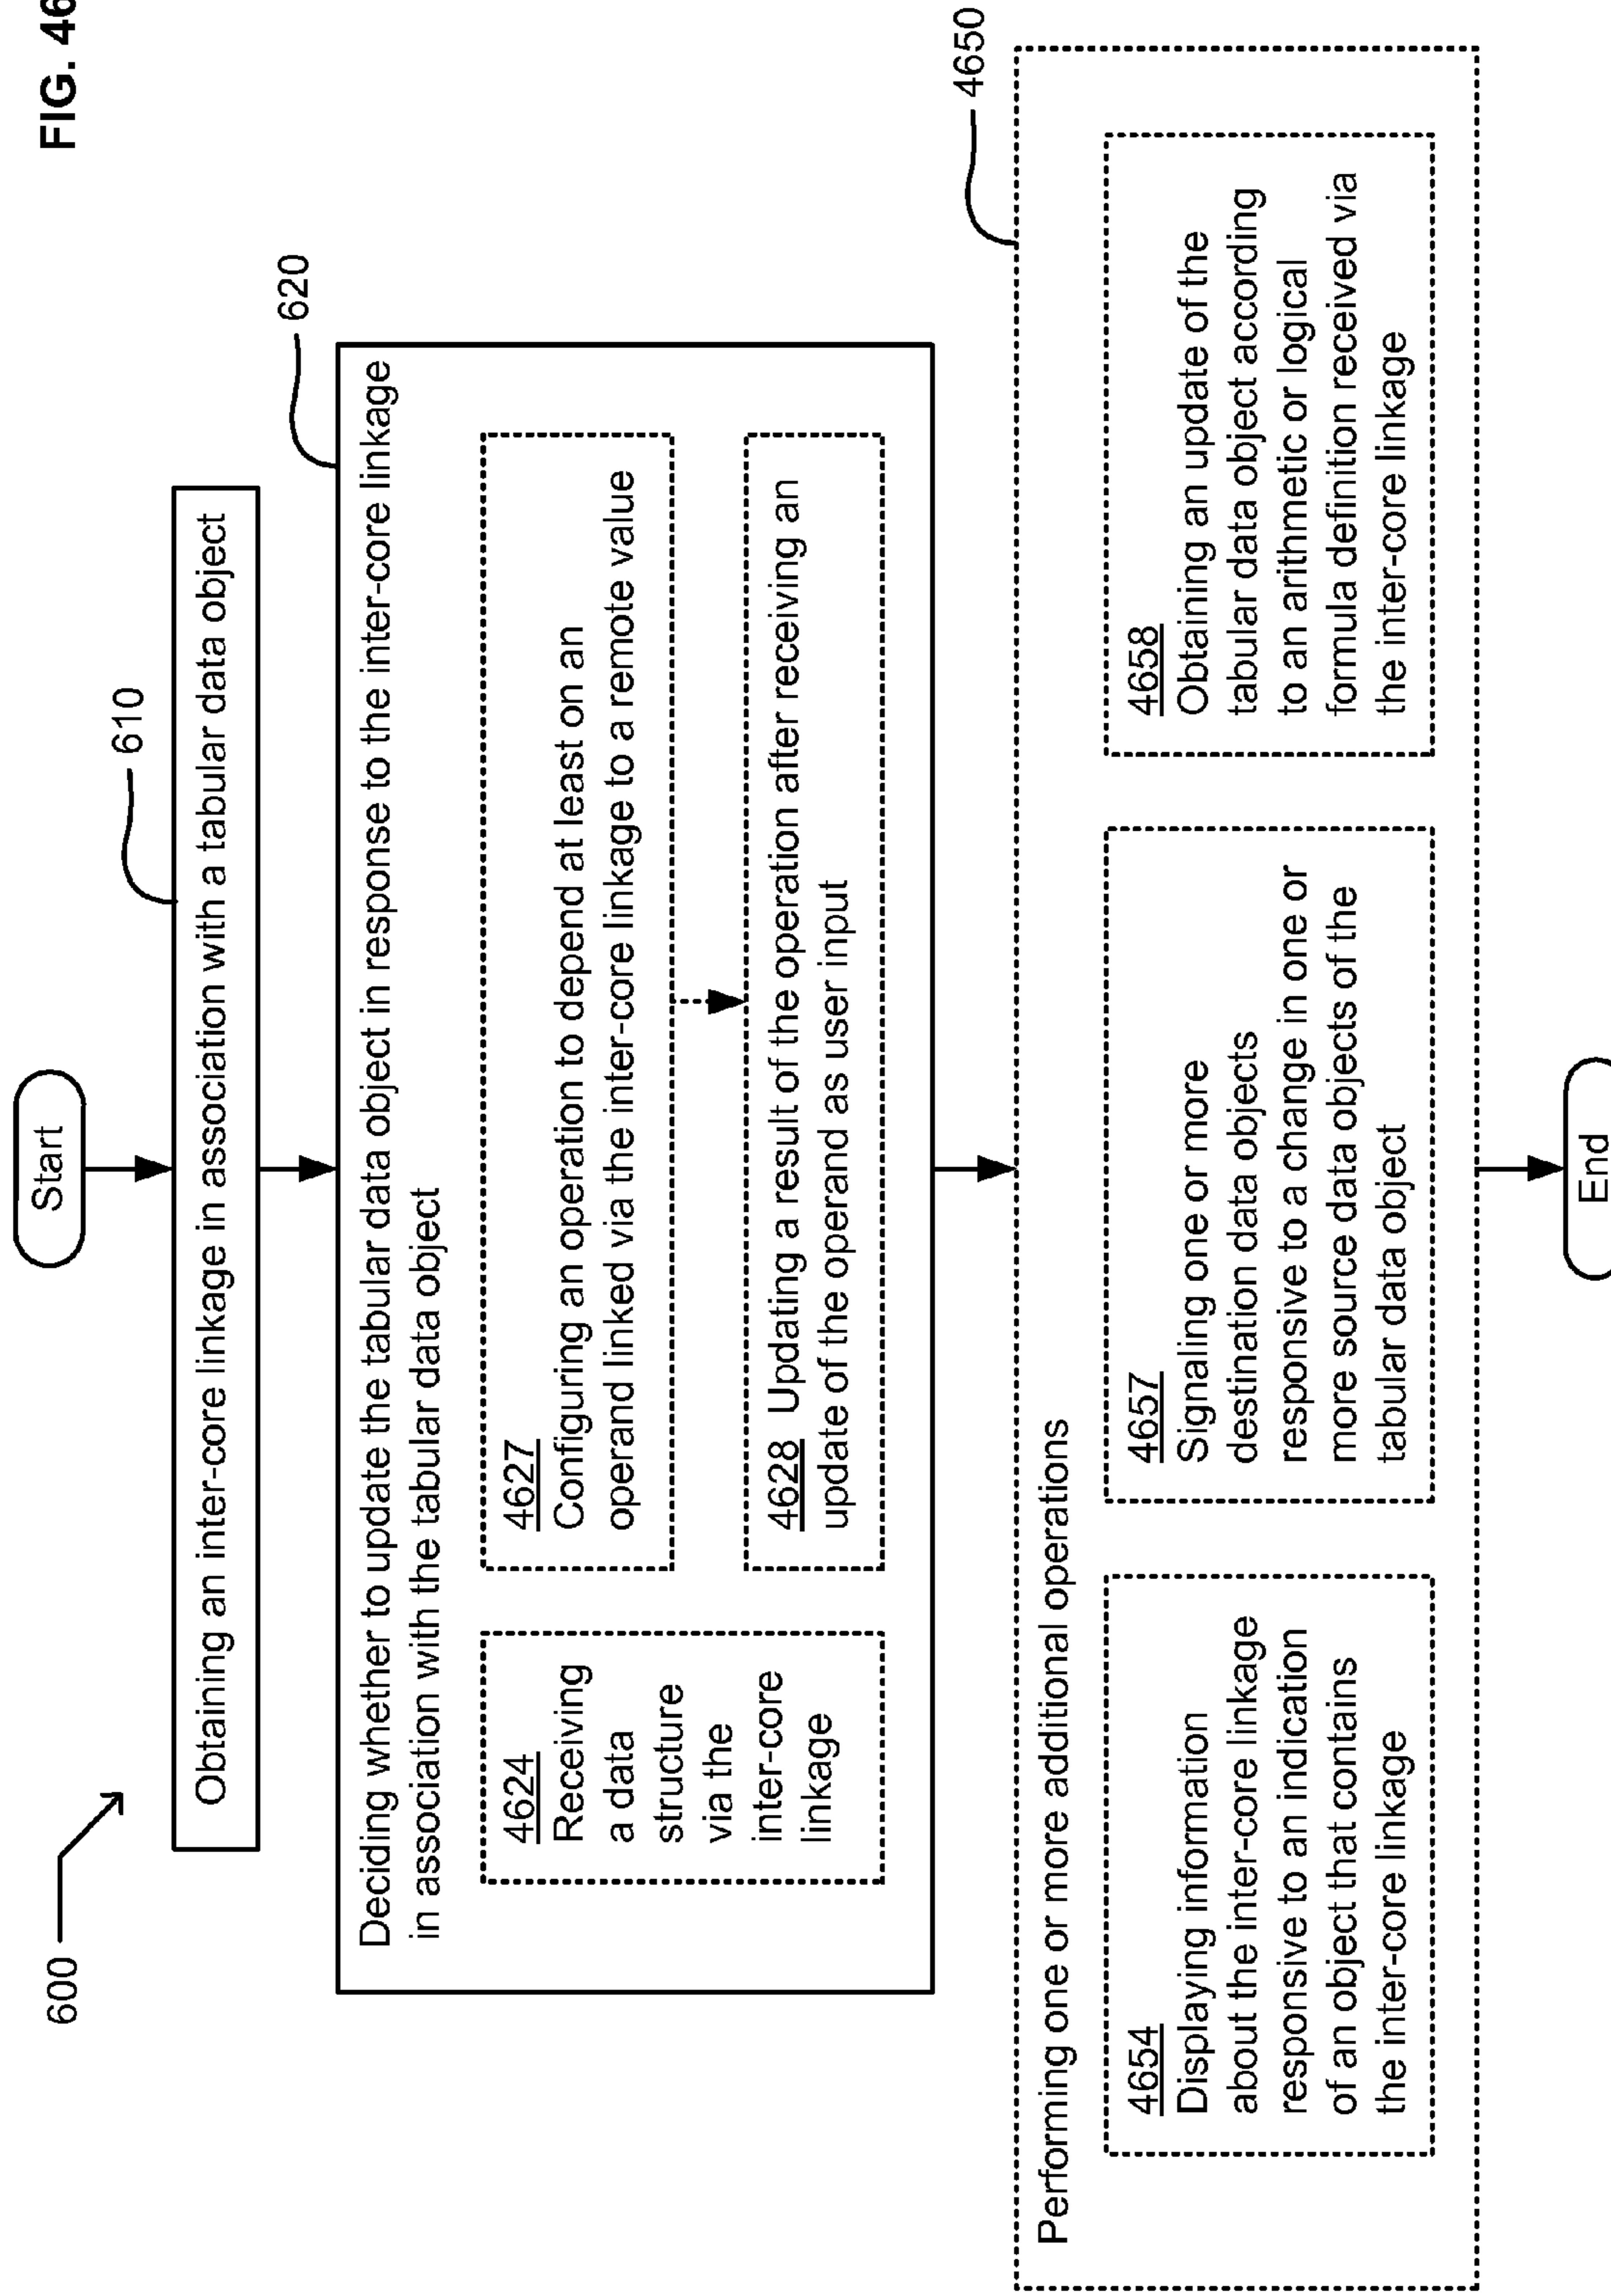 FIG. 46
600
Start
610
Obtaining an inter-core linkage in association with a tabular data object
620
Deciding whether to update the tabular data object in response to the inter-core linkage
in association with the tabular data object
4624
Receiving
a data
structure
via the
inter-core
linkage
4627
Configuring an operation to depend at least on an
operand linked via the inter-core linkage to a remote value
4628 Updating a result of the operation after receiving an
update of the operand as user input
4650
Performing one or more additional operations
4654
Displaying information
about the inter-core linkage
responsive to an indication
of an object that contains
the inter-core linkage
4657
Signaling one or more
destination data objects
responsive to a change in one or
more source data objects of the
tabular data object
4658
Obtaining an update of the
tabular data object according
to an arithmetic or logical
formula definition received via
the inter-core linkage
End